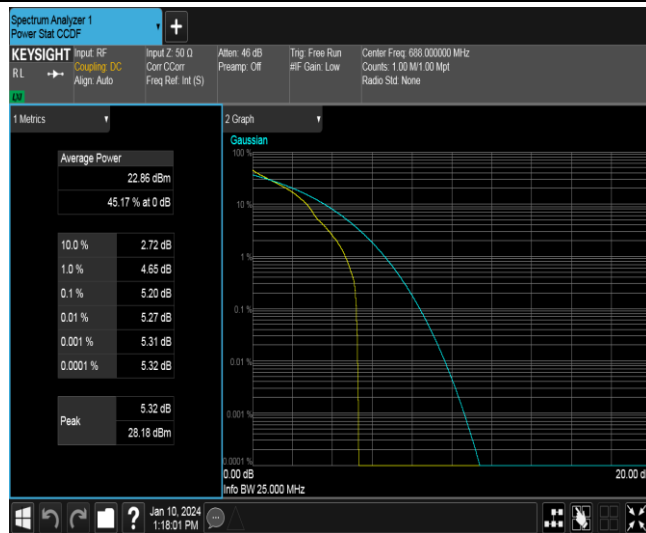 Spectrum Analyzer 1
Power Stat CCDF
+
KEYSIGHT
RL
Input: RF
Coupling: DC
Align: Auto
Input Z: 50 Ω
Corr CCorr
Freq Ref: Int (S)
Atten: 46 dB
Preamp: Off
Trig: Free Run
#IF Gain: Low
Center Freq: 688.000000 MHz
Counts: 1.00 M/1.00 Mpt
Radio Std: None
1 Metrics
Average Power
22.86 dBm
45.17 % at 0 dB
10.0 % 2.72 dB
1.0 % 4.65 dB
0.1 % 5.20 dB
0.01 % 5.27 dB
0.001 % 5.31 dB
0.0001 % 5.32 dB
Peak
5.32 dB
28.18 dBm
2 Graph
Gaussian
100 %
10 %
1 %
0.1 %
0.01 %
0.001 %
0.0001 %
0.00 dB
20.00 d
Info BW 25.000 MHz
?
Jan 10, 2024
1:18:01 PM